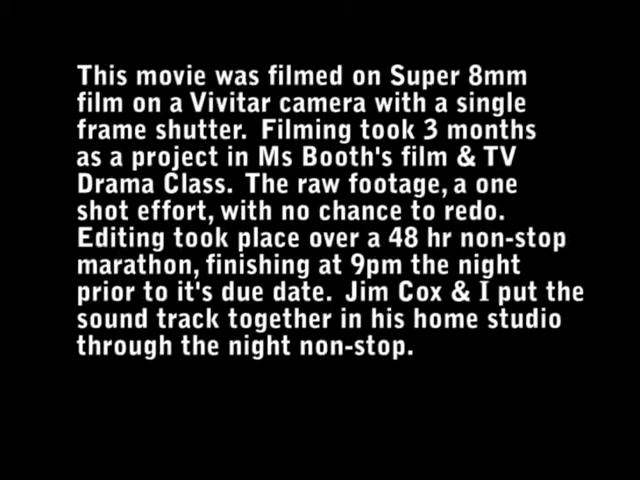 This movie was filmed on Super 8mm
film on a Vivitar camera with a single
frame shutter.  Filming took 3 months
as a project in Ms Booth's film & TV
Drama Class.  The raw footage, a one
shot effort, with no chance to redo.
Editing took place over a 48 hr non-stop
marathon, finishing at 9pm the night
prior to it's due date.  Jim Cox & I put the
sound track together in his home studio
through the night non-stop.